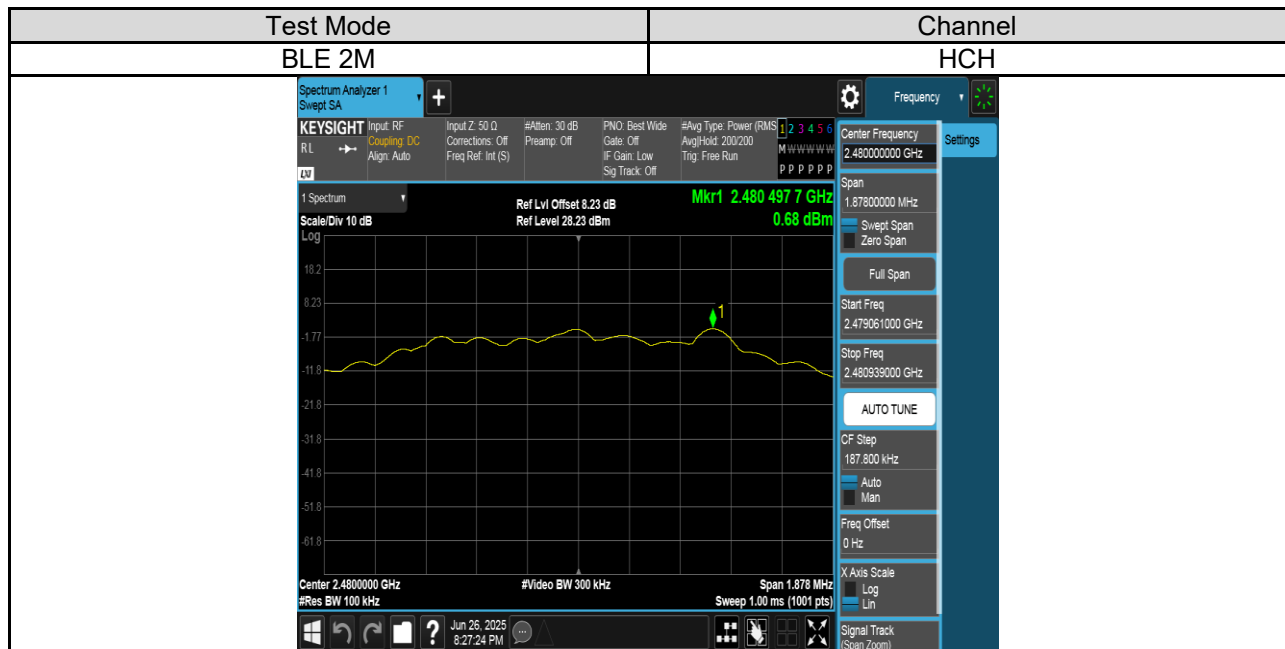 Test Mode Channel
BLE 2M HCH
Spectrum Analyzer 1
Swept SA
+
Frequency
KEYSIGHT Input: RF Input Z: 50 Ω #Atten: 30 dB PNO: Best Wide #Avg Type: Power (RMS 1 2 3 4 5 6
RL Coupling: DC Corrections: Off Preamp: Off Gate: Off Avg|Hold: 200/200 M W W W W W
Align: Auto Freq Ref: Int (S) IF Gain: Low Trig: Free Run
LXI Sig Track: Off P P P P P P
1 Spectrum
Scale/Div 10 dB
Ref Lvl Offset 8.23 dB
Ref Level 28.23 dBm
Mkr1 2.480 497 7 GHz
0.68 dBm
Log
18.2
8.23
-1.77
-11.8
-21.8
-31.8
-41.8
-51.8
-61.8
1
Center 2.4800000 GHz #Video BW 300 kHz Span 1.878 MHz
#Res BW 100 kHz Sweep 1.00 ms (1001 pts)
Center Frequency
2.480000000 GHz
Settings
Span
1.87800000 MHz
Swept Span
Zero Span
Full Span
Start Freq
2.479061000 GHz
Stop Freq
2.480939000 GHz
AUTO TUNE
CF Step
187.800 kHz
Auto
Man
Freq Offset
0 Hz
X Axis Scale
Log
Lin
Signal Track
(Span Zoom)
?
Jun 26, 2025
8:27:24 PM